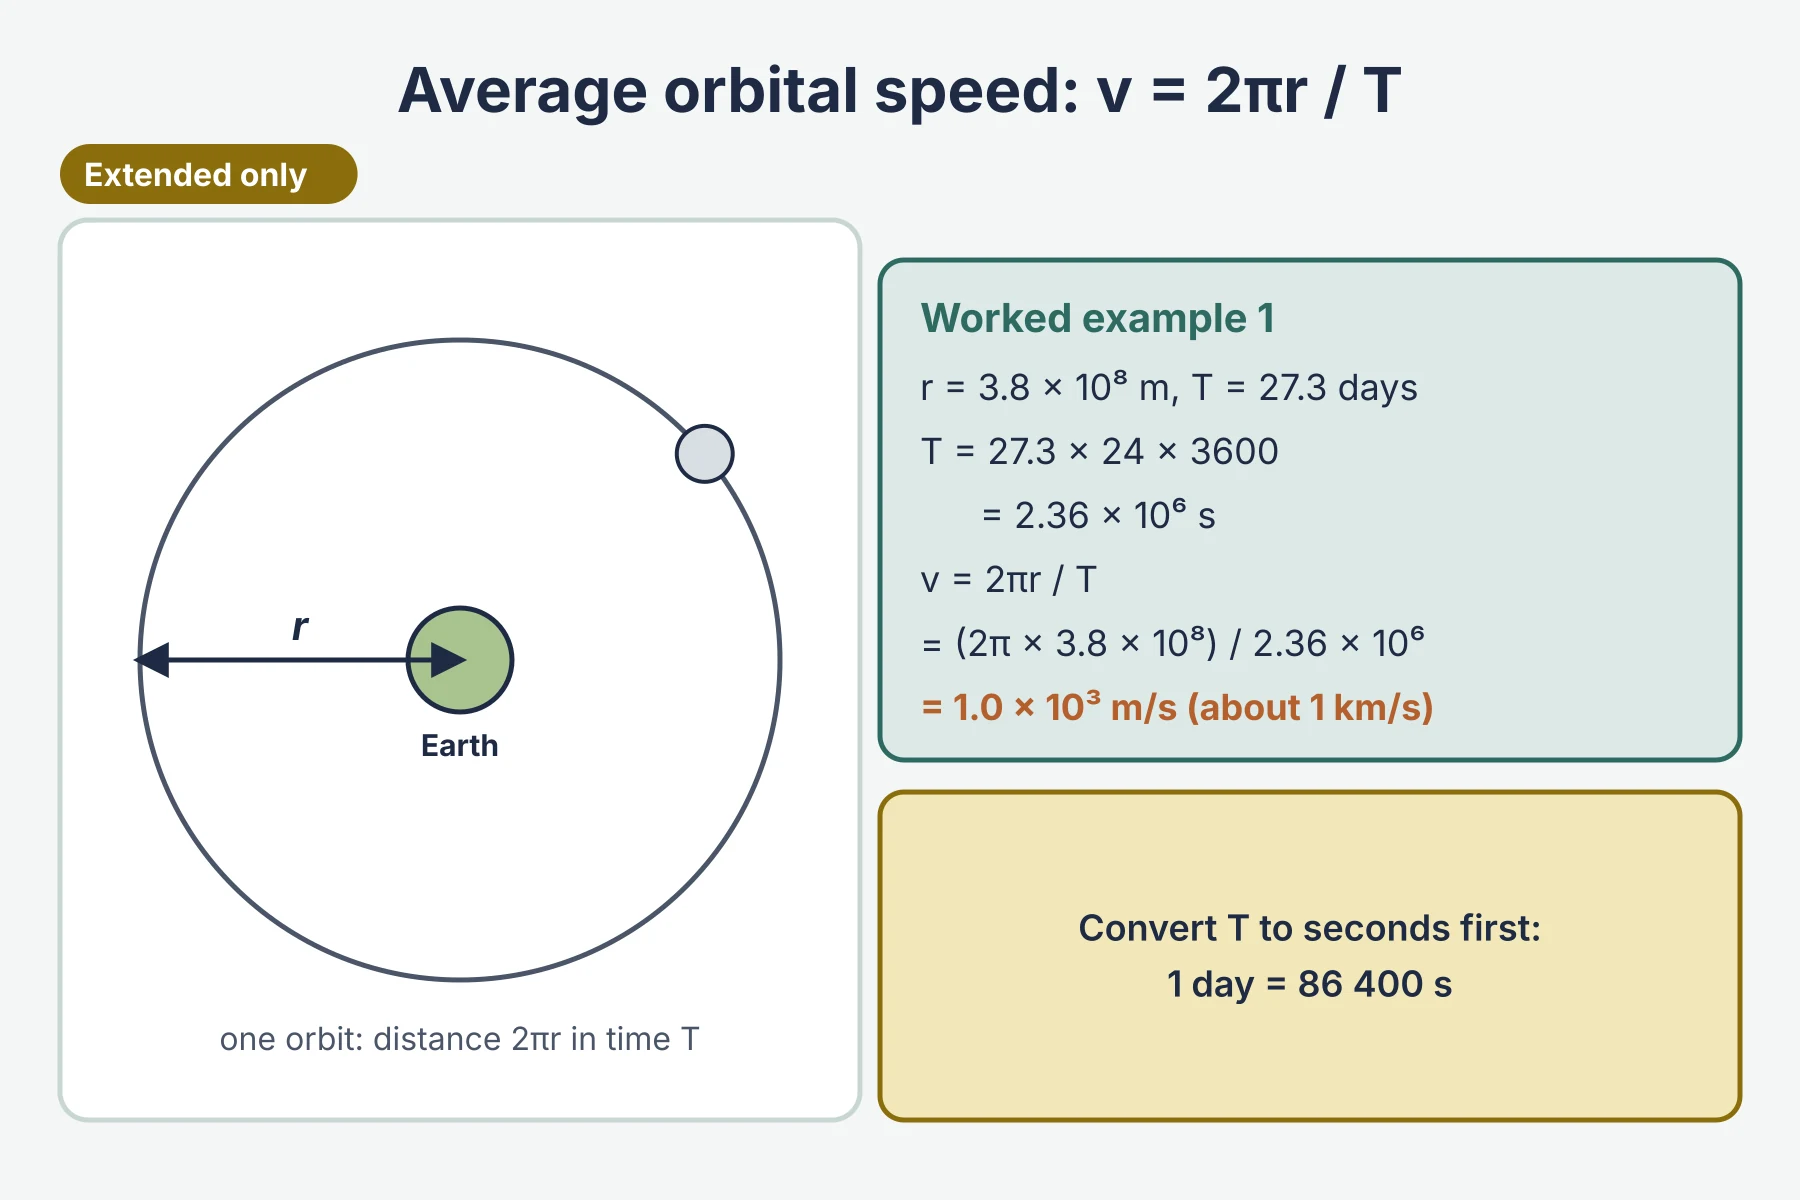 Average orbital speed: v = 2πr / T
Extended only
r
Earth
one orbit: distance 2πr in time T
Worked example 1
r = 3.8 × 10⁸ m, T = 27.3 days
T = 27.3 × 24 × 3600
= 2.36 × 10⁶ s
v = 2πr / T
= (2π × 3.8 × 10⁸) / 2.36 × 10⁶
= 1.0 × 10³ m/s (about 1 km/s)
Convert T to seconds first:
1 day = 86 400 s